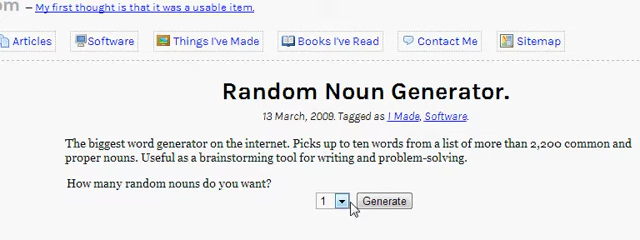 – My first thought is that it was a usable item.
Articles Software Things I've Made Books I've Read Contact Me Sitemap
Random Noun Generator.
13 March, 2009. Tagged as I Made, Software.
The biggest word generator on the internet. Picks up to ten words from a list of more than 2,200 common and
proper nouns. Useful as a brainstorming tool for writing and problem-solving.
How many random nouns do you want?
1 Generate